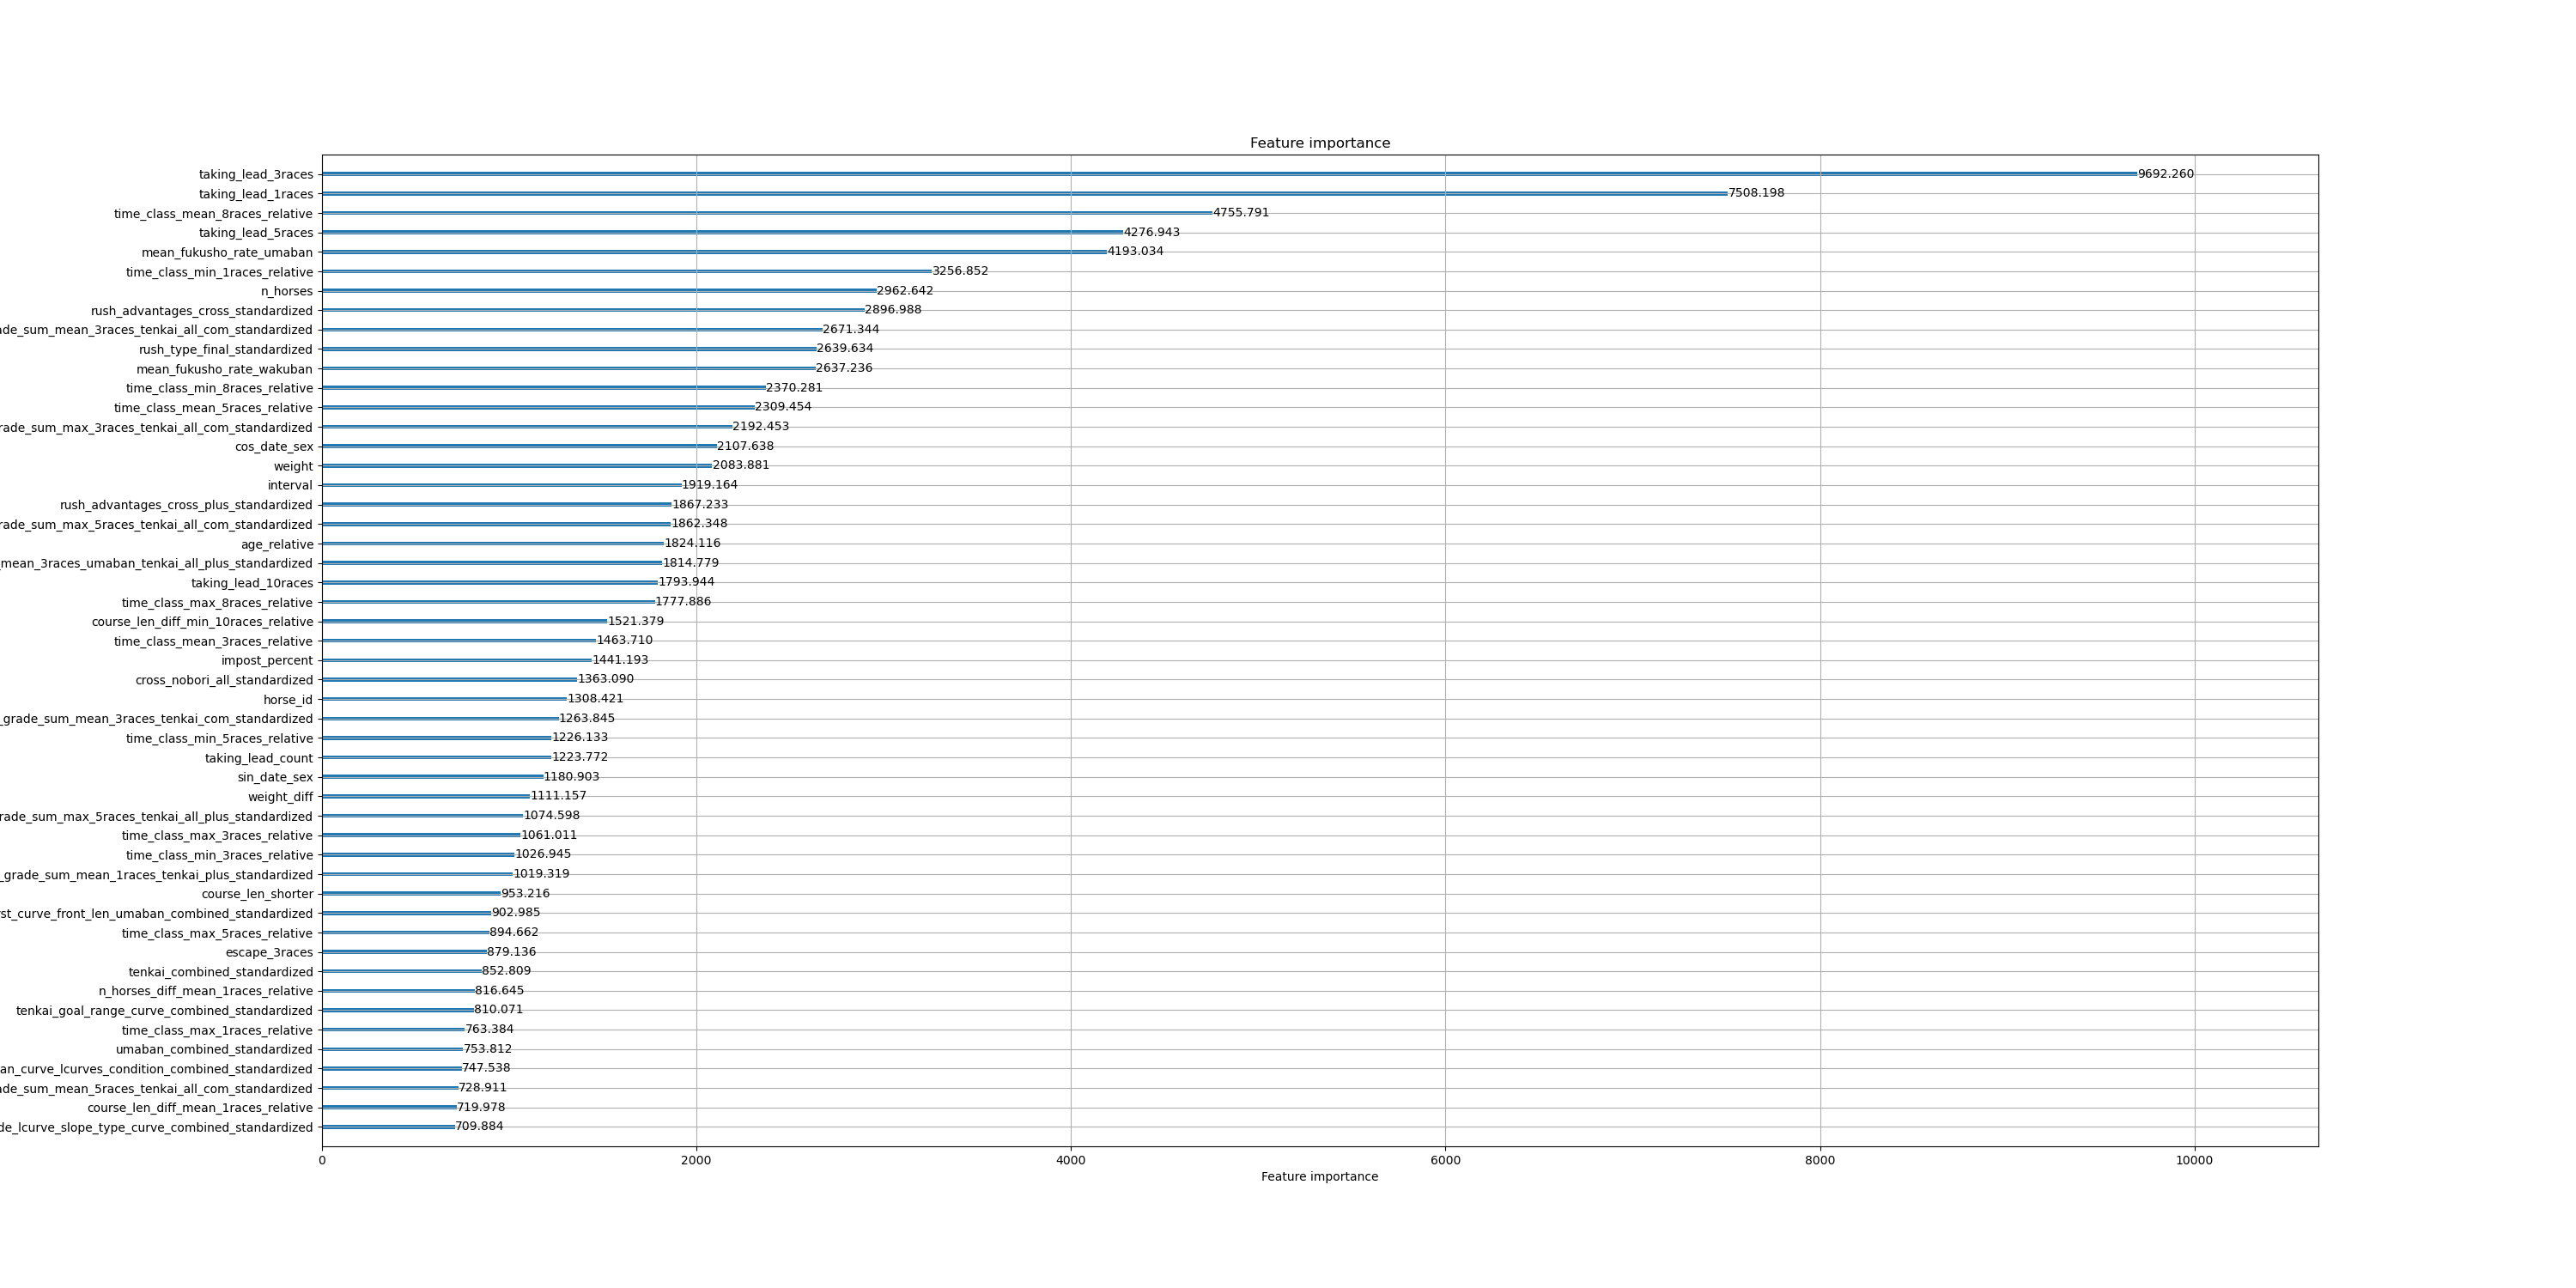 Feature importance
taking_lead_3races 9692.260
taking_lead_1races 7508.198
time_class_mean_8races_relative 4755.791
taking_lead_5races 4276.943
mean_fukusho_rate_umaban 4193.034
time_class_min_1races_relative 3256.852
n_horses 2962.642
rush_advantages_cross_standardized 2896.988
ade_sum_mean_3races_tenkai_all_com_standardized 2671.344
rush_type_final_standardized 2639.634
mean_fukusho_rate_wakuban 2637.236
time_class_min_8races_relative 2370.281
time_class_mean_5races_relative 2309.454
rade_sum_max_3races_tenkai_all_com_standardized 2192.453
cos_date_sex 2107.638
weight 2083.881
interval 1919.164
rush_advantages_cross_plus_standardized 1867.233
rade_sum_max_5races_tenkai_all_com_standardized 1862.348
age_relative 1824.116
_mean_3races_umaban_tenkai_all_plus_standardized 1814.779
taking_lead_10races 1793.944
time_class_max_8races_relative 1777.886
course_len_diff_min_10races_relative 1521.379
time_class_mean_3races_relative 1463.710
impost_percent 1441.193
cross_nobori_all_standardized 1363.090
horse_id 1308.421
_grade_sum_mean_3races_tenkai_com_standardized 1263.845
time_class_min_5races_relative 1226.133
taking_lead_count 1223.772
sin_date_sex 1180.903
weight_diff 1111.157
rade_sum_max_5races_tenkai_all_plus_standardized 1074.598
time_class_max_3races_relative 1061.011
time_class_min_3races_relative 1026.945
_grade_sum_mean_1races_tenkai_plus_standardized 1019.319
course_len_shorter 953.216
st_curve_front_len_umaban_combined_standardized 902.985
time_class_max_5races_relative 894.662
escape_3races 879.136
tenkai_combined_standardized 852.809
n_horses_diff_mean_1races_relative 816.645
tenkai_goal_range_curve_combined_standardized 810.071
time_class_max_1races_relative 763.384
umaban_combined_standardized 753.812
an_curve_lcurves_condition_combined_standardized 747.538
ade_sum_mean_5races_tenkai_all_com_standardized 728.911
course_len_diff_mean_1races_relative 719.978
de_lcurve_slope_type_curve_combined_standardized 709.884
0 2000 4000 6000 8000 10000
Feature importance